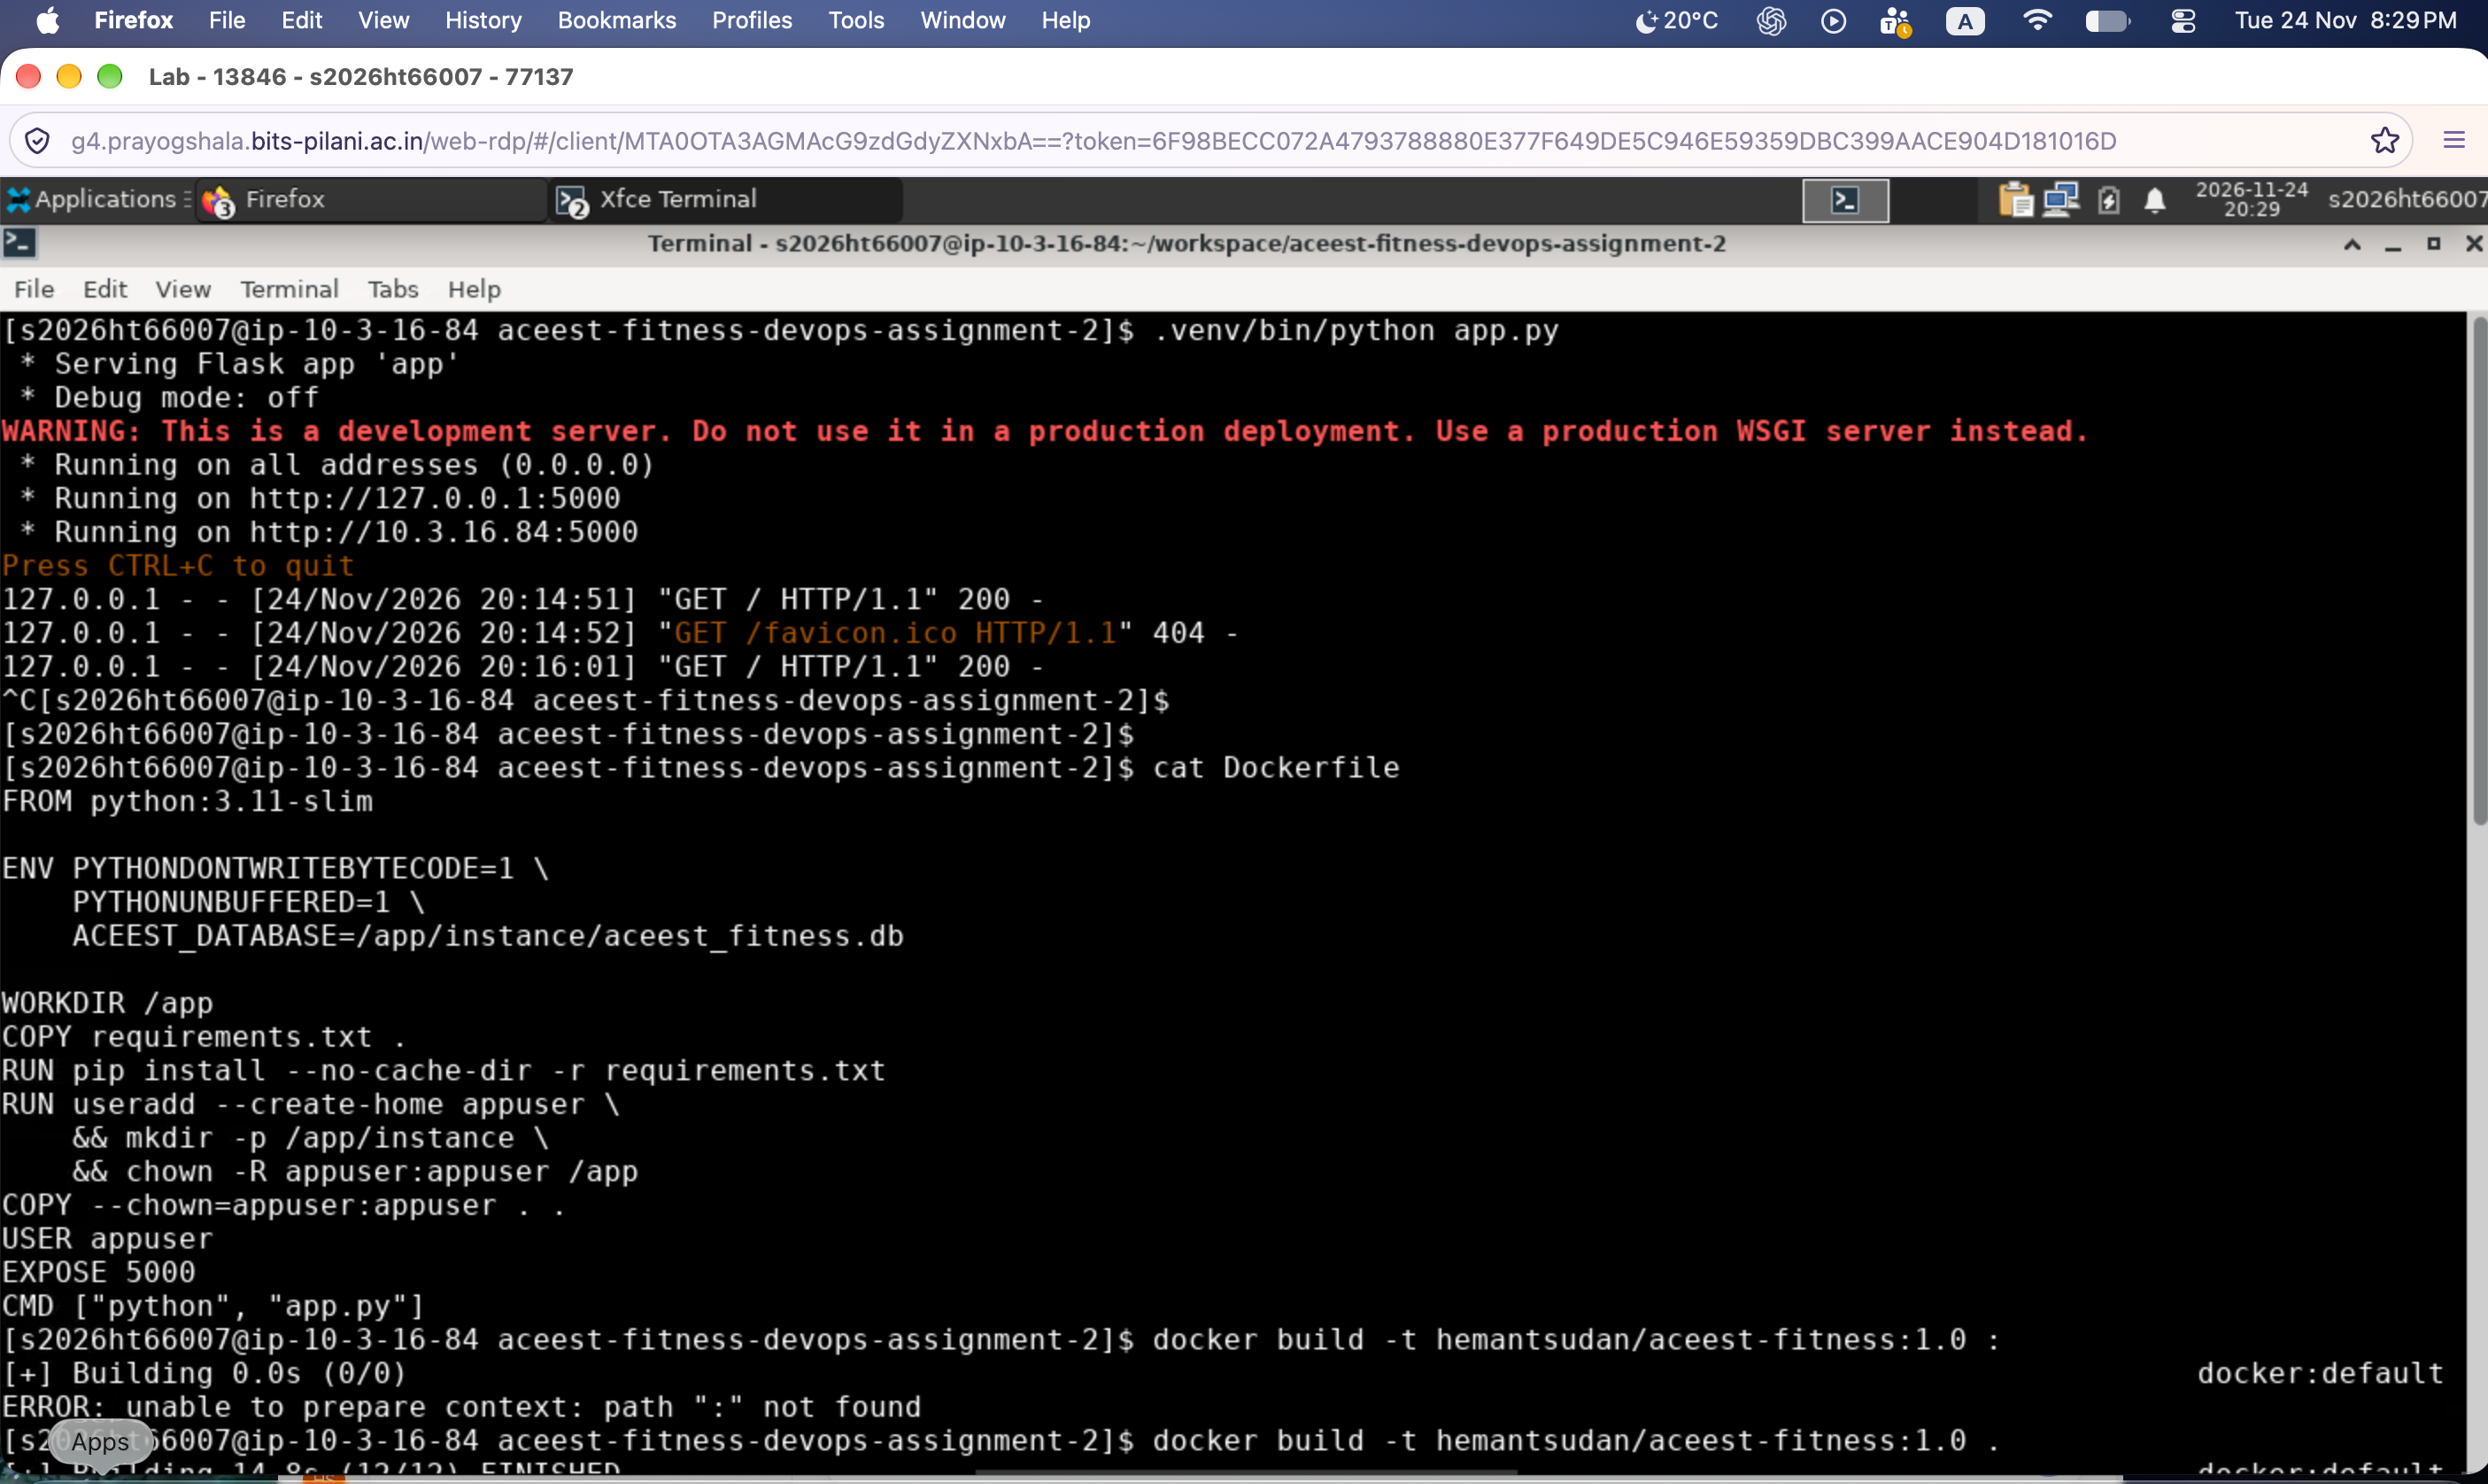 Firefox File Edit View History Bookmarks Profiles Tools Window Help 20°C A Tue 24 Nov 8:29 PM
Lab - 13846 - s2026ht66007 - 77137
g4.prayogshala.bits-pilani.ac.in/web-rdp/#/client/MTA0OTA3AGMAcG9zdGdyZXNxbA==?token=6F98BECC072A4793788880E377F649DE5C946E59359DBC399AACE904D181016D
Applications 3 Firefox 2 Xfce Terminal 2026-11-24 s2026ht66007
20:29
Terminal - s2026ht66007@ip-10-3-16-84:~/workspace/aceest-fitness-devops-assignment-2
File Edit View Terminal Tabs Help
[s2026ht66007@ip-10-3-16-84 aceest-fitness-devops-assignment-2]$ .venv/bin/python app.py
 * Serving Flask app 'app'
 * Debug mode: off
WARNING: This is a development server. Do not use it in a production deployment. Use a production WSGI server instead.
 * Running on all addresses (0.0.0.0)
 * Running on http://127.0.0.1:5000
 * Running on http://10.3.16.84:5000
Press CTRL+C to quit
127.0.0.1 - - [24/Nov/2026 20:14:51] "GET / HTTP/1.1" 200 -
127.0.0.1 - - [24/Nov/2026 20:14:52] "GET /favicon.ico HTTP/1.1" 404 -
127.0.0.1 - - [24/Nov/2026 20:16:01] "GET / HTTP/1.1" 200 -
^C[s2026ht66007@ip-10-3-16-84 aceest-fitness-devops-assignment-2]$
[s2026ht66007@ip-10-3-16-84 aceest-fitness-devops-assignment-2]$
[s2026ht66007@ip-10-3-16-84 aceest-fitness-devops-assignment-2]$ cat Dockerfile
FROM python:3.11-slim
ENV PYTHONDONTWRITEBYTECODE=1 \
    PYTHONUNBUFFERED=1 \
    ACEEST_DATABASE=/app/instance/aceest_fitness.db
WORKDIR /app
COPY requirements.txt .
RUN pip install --no-cache-dir -r requirements.txt
RUN useradd --create-home appuser \
    && mkdir -p /app/instance \
    && chown -R appuser:appuser /app
COPY --chown=appuser:appuser . .
USER appuser
EXPOSE 5000
CMD ["python", "app.py"]
[s2026ht66007@ip-10-3-16-84 aceest-fitness-devops-assignment-2]$ docker build -t hemantsudan/aceest-fitness:1.0 :
[+] Building 0.0s (0/0) docker:default
ERROR: unable to prepare context: path ":" not found
[s2 Apps 66007@ip-10-3-16-84 aceest-fitness-devops-assignment-2]$ docker build -t hemantsudan/aceest-fitness:1.0 .
[+] Building 14.8s (12/12) FINISHED docker:default